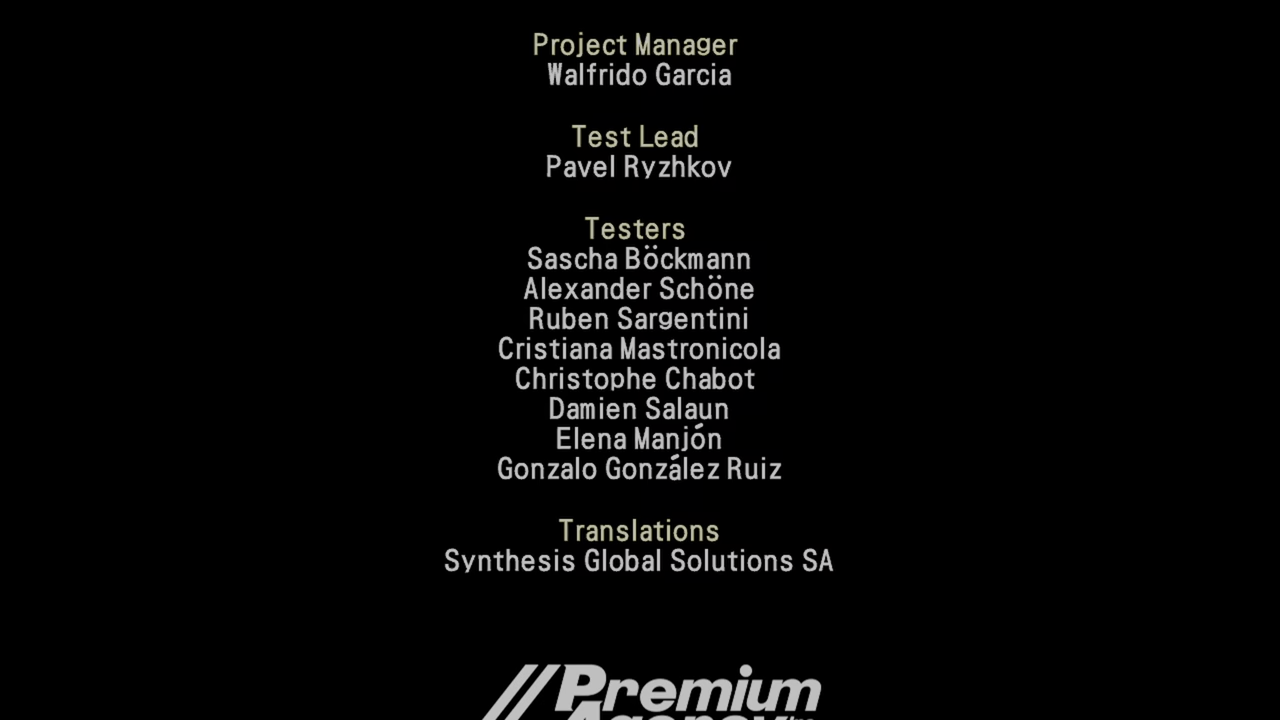 Project Manager
Walfrido Garcia
Test Lead
Pavel Ryzhkov
Testers
Sascha Böckmann
Alexander Schöne
Ruben Sargentini
Cristiana Mastronicola
Christophe Chabot
Damien Salaun
Elena Manjón
Gonzalo González Ruiz
Translations
Synthesis Global Solutions SA
Premium
Agency